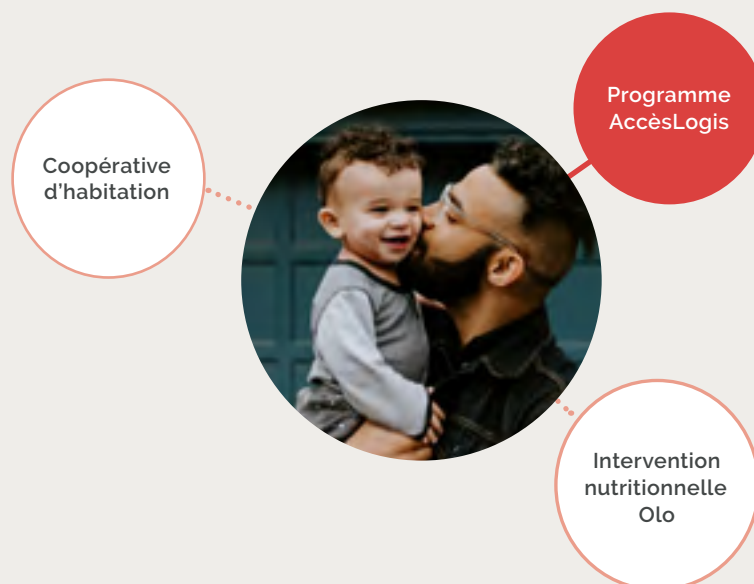 Programme
AccèsLogis
Coopérative
d'habitation
Intervention
nutritionnelle
Olo